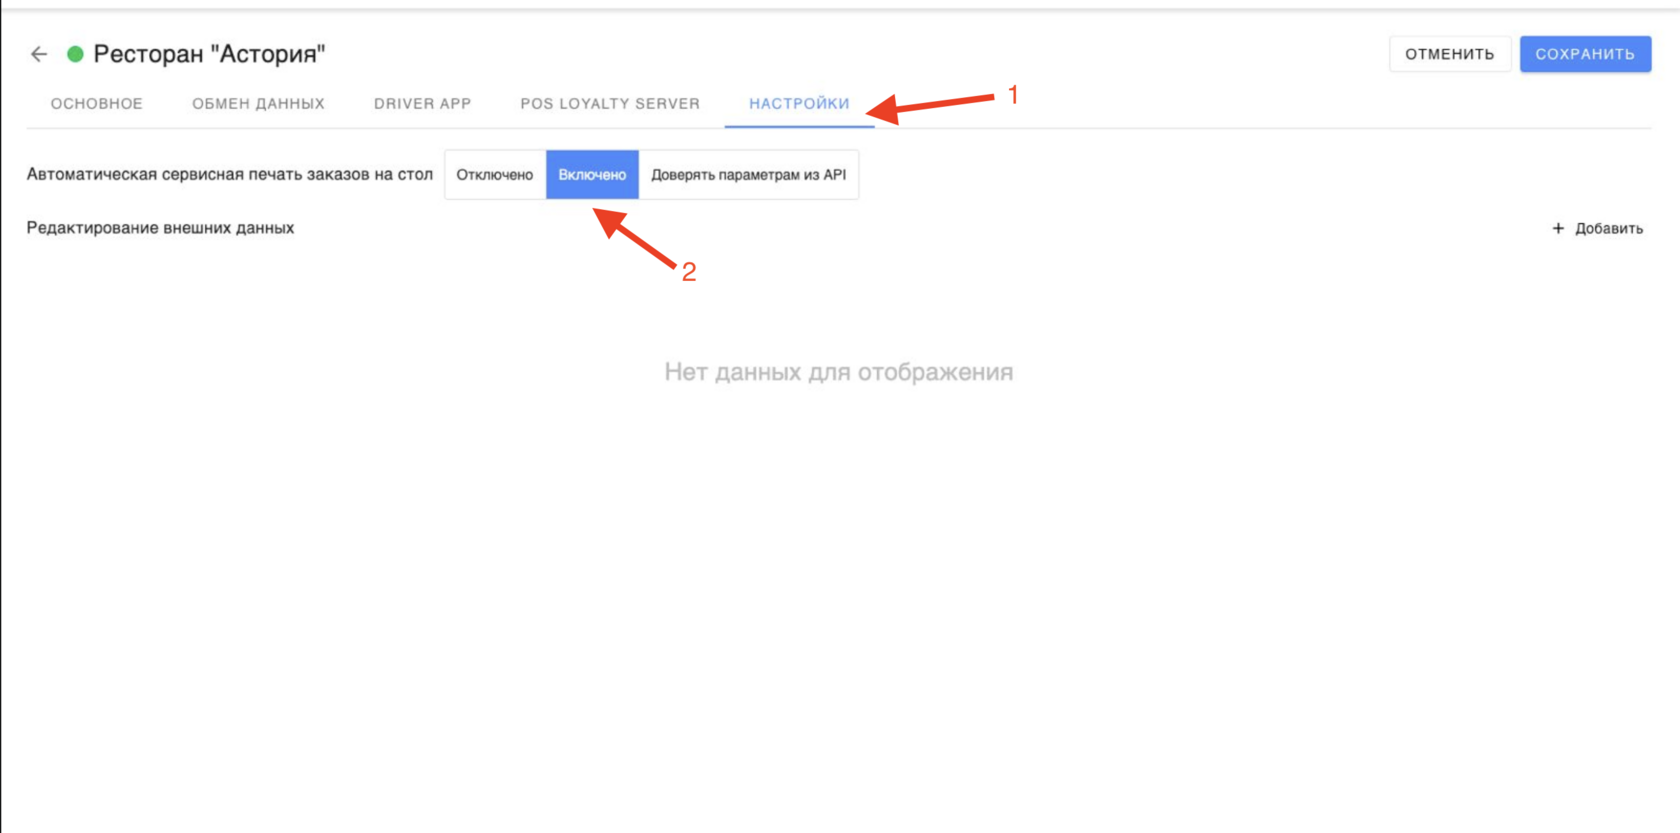 Ресторан "Астория"
ОТМЕНИТЬ
СОХРАНИТЬ
ОСНОВНОЕ
ОБМЕН ДАННЫХ
DRIVER APP
POS LOYALTY SERVER
НАСТРОЙКИ
1
Автоматическая сервисная печать заказов на стол
Отключено
Включено
Доверять параметрам из API
Редактирование внешних данных
+ Добавить
2
Нет данных для отображения